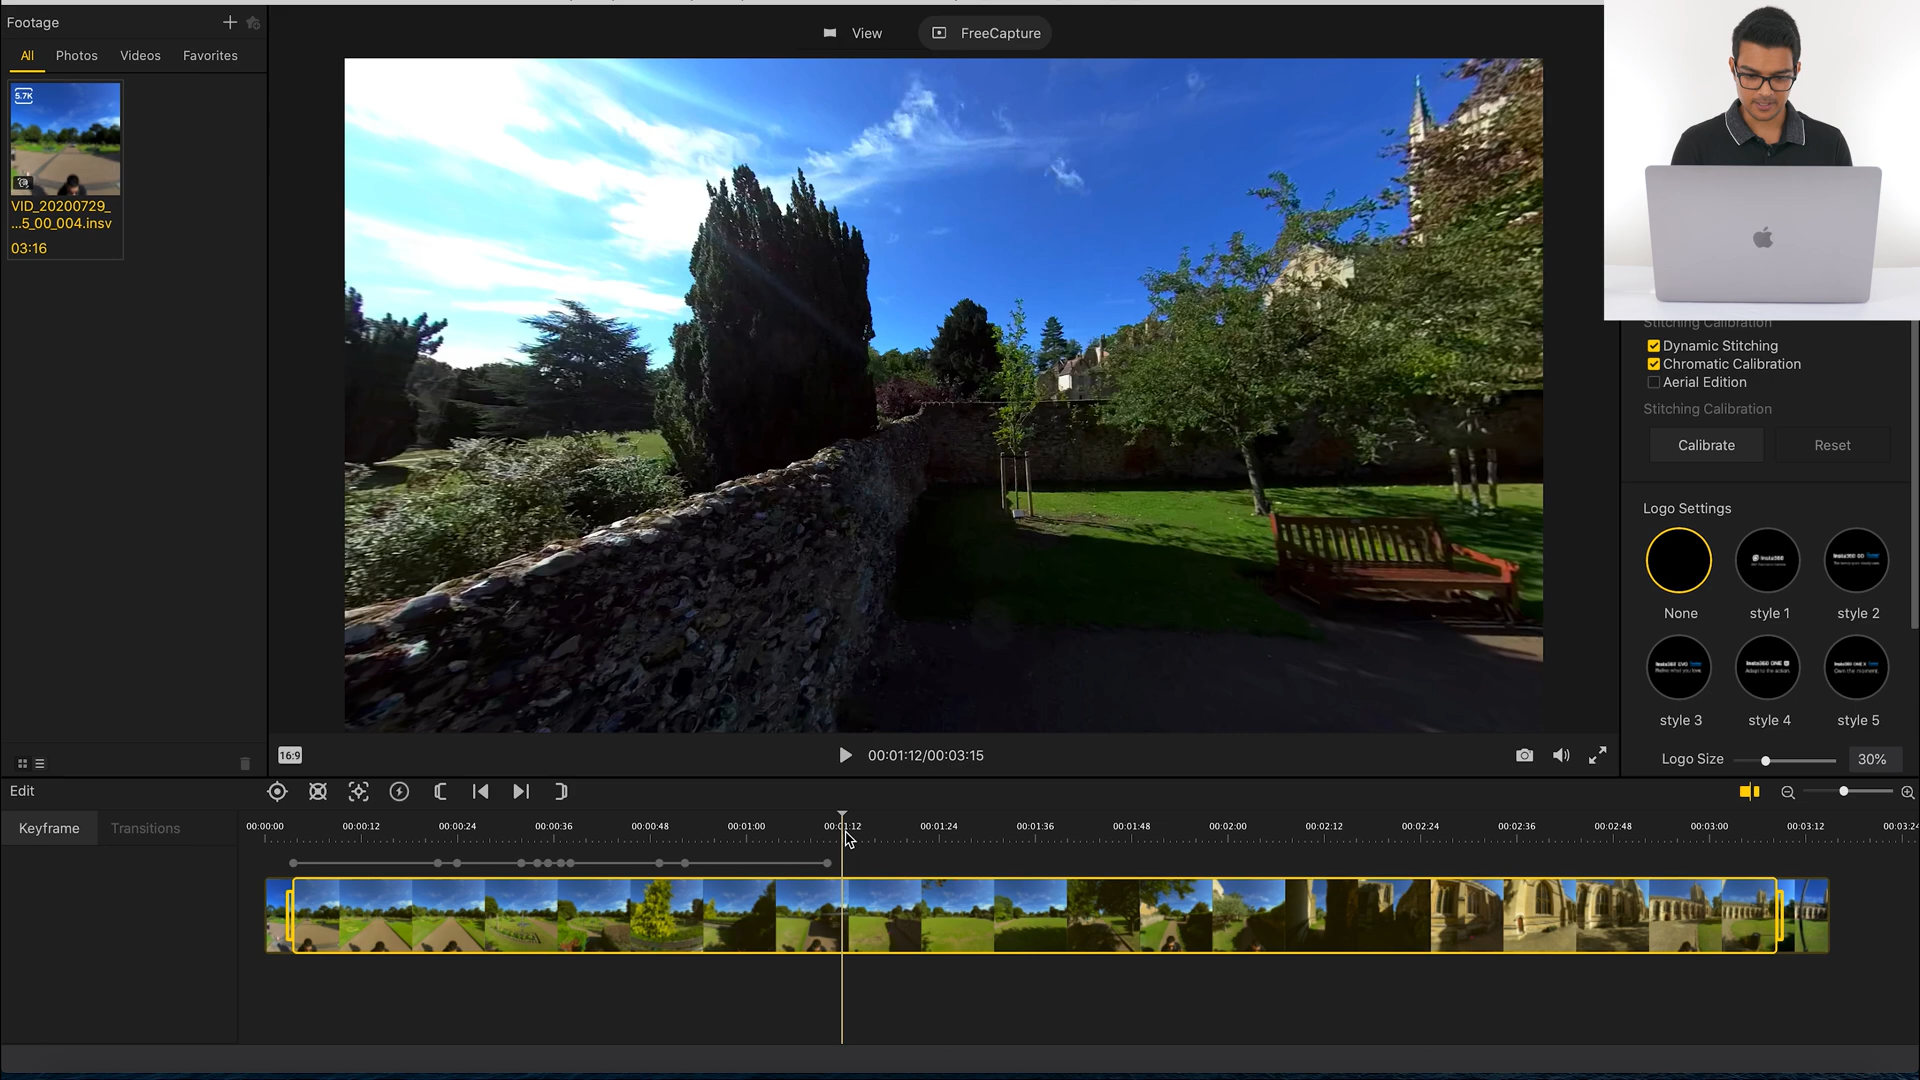 Footage
View
FreeCapture
All
Photos
Videos
Favorites
5.7K
VID_20200729_
...5_00_004.insv
03:16
Stitching Calibration
Dynamic Stitching
Chromatic Calibration
Aerial Edition
Stitching Calibration
Calibrate
Reset
Logo Settings
None
style 1
style 2
style 3
style 4
style 5
Logo Size
30%
16:9
00:01:12/00:03:15
Edit
Keyframe
Transitions
00:00:00
00:00:12
00:00:24
00:00:36
00:00:48
00:01:00
00:01:12
00:01:24
00:01:36
00:01:48
00:02:00
00:02:12
00:02:24
00:02:36
00:02:48
00:03:00
00:03:12
00:03:24